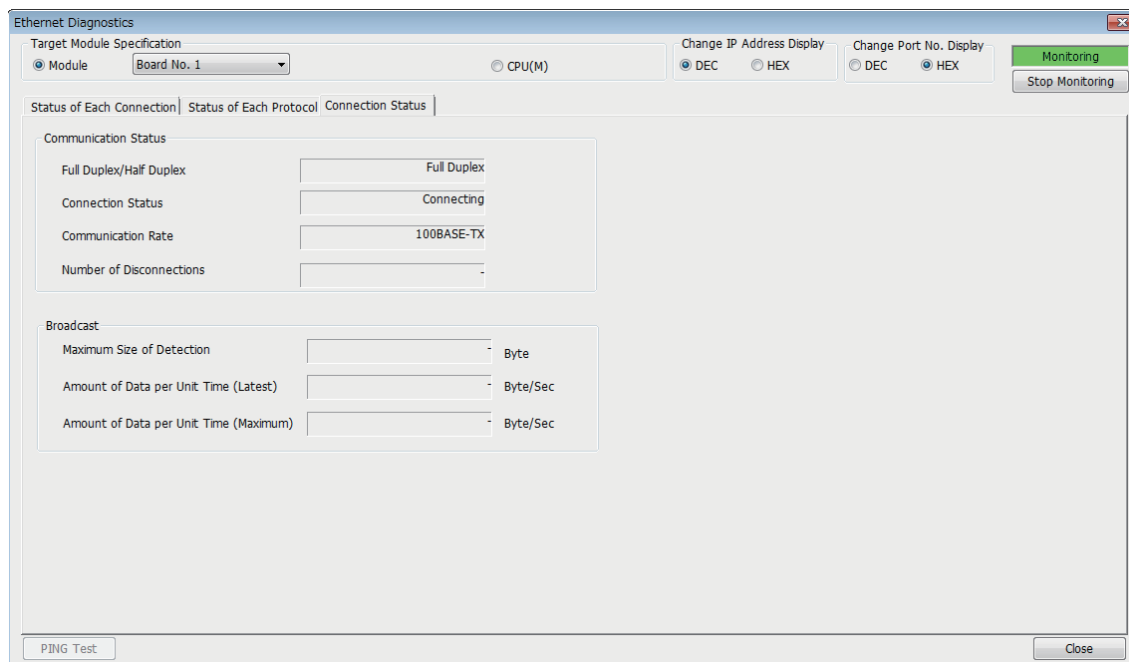 Ethernet Diagnostics
Target Module Specification
Module Board No. 1 CPU(M)
Change IP Address Display
DEC HEX
Change Port No. Display
DEC HEX
Monitoring
Stop Monitoring
Status of Each Connection Status of Each Protocol Connection Status
Communication Status
Full Duplex/Half Duplex Full Duplex
Connection Status Connecting
Communication Rate 100BASE-TX
Number of Disconnections -
Broadcast
Maximum Size of Detection - Byte
Amount of Data per Unit Time (Latest) - Byte/Sec
Amount of Data per Unit Time (Maximum) - Byte/Sec
PING Test Close